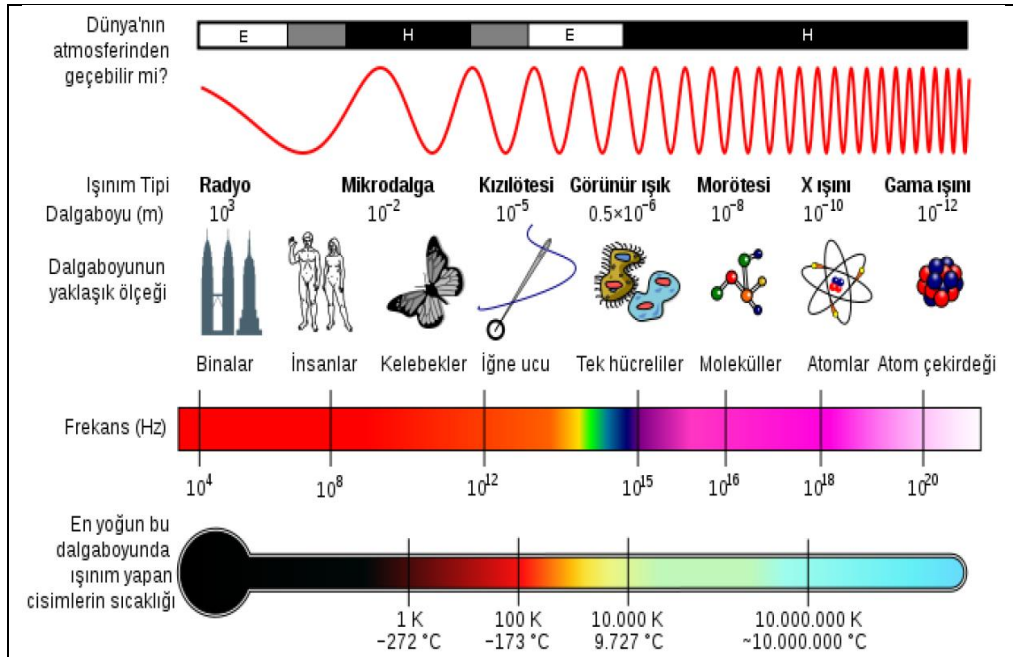 Dünya'nın
atmosferinden
geçebilir mi?
E H E H
Işınım Tipi Radyo Mikrodalga Kızılötesi Görünür ışık Morötesi X ışını Gama ışını
Dalgaboyu (m) 10³ 10⁻² 10⁻⁵ 0.5×10⁻⁶ 10⁻⁸ 10⁻¹⁰ 10⁻¹²
Dalgaboyunun
yaklaşık ölçeği
Binalar İnsanlar Kelebekler İğne ucu Tek hücreliler Moleküller Atomlar Atom çekirdeği
Frekans (Hz)
10⁴ 10⁸ 10¹² 10¹⁵ 10¹⁶ 10¹⁸ 10²⁰
En yoğun bu
dalgaboyunda
ışınım yapan
cisimlerin sıcaklığı
1 K 100 K 10.000 K 10.000.000 K
−272 °C −173 °C 9.727 °C ~10.000.000 °C